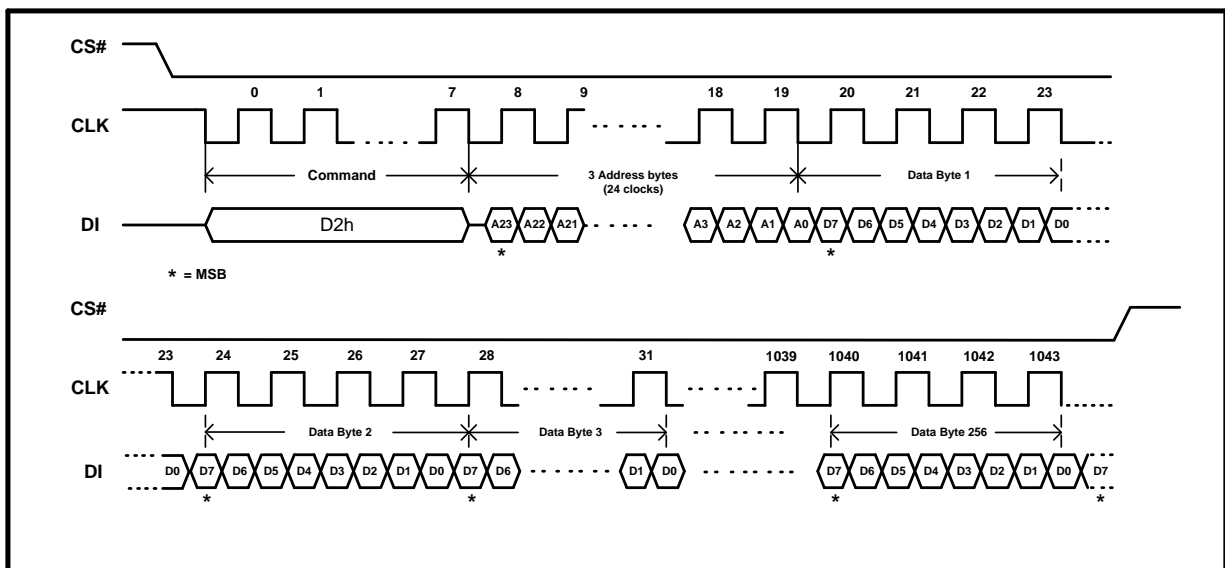 CS#
0 1 7 8 9 18 19 20 21 22 23
CLK
Command 3 Address bytes (24 clocks) Data Byte 1
DI D2h A23 A22 A21 A3 A2 A1 A0 D7 D6 D5 D4 D3 D2 D1 D0
* *
* = MSB
CS#
23 24 25 26 27 28 31 1039 1040 1041 1042 1043
CLK
Data Byte 2 Data Byte 3 Data Byte 256
DI D0 D7 D6 D5 D4 D3 D2 D1 D0 D7 D6 D1 D0 D7 D6 D5 D4 D3 D2 D1 D0 D7
* * * *